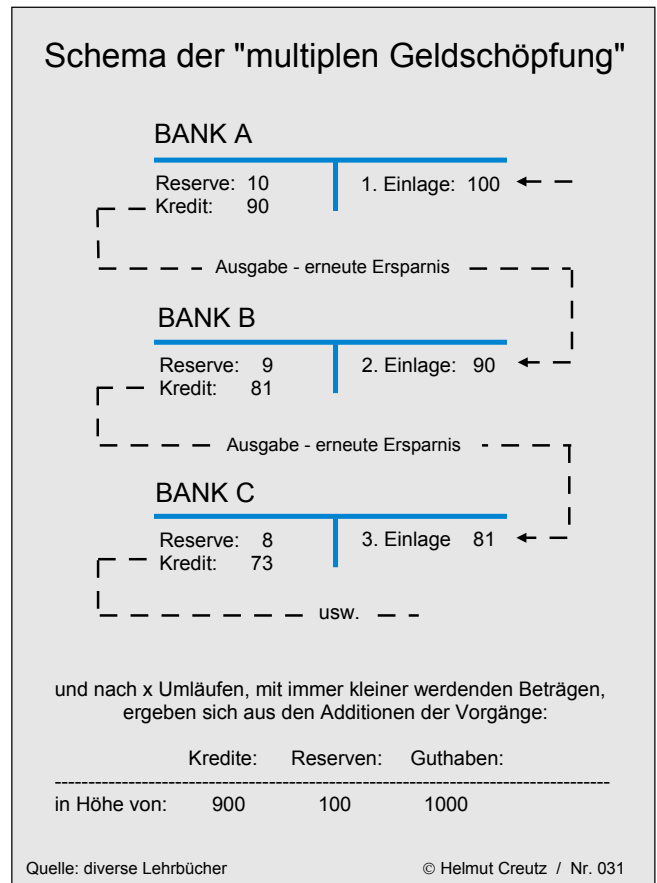 Schema der "multiplen Geldschöpfung"
BANK A
Reserve: 10 1. Einlage: 100
Kredit: 90
Ausgabe - erneute Ersparnis
BANK B
Reserve: 9 2. Einlage: 90
Kredit: 81
Ausgabe - erneute Ersparnis
BANK C
Reserve: 8 3. Einlage 81
Kredit: 73
usw.
und nach x Umläufen, mit immer kleiner werdenden Beträgen,
ergeben sich aus den Additionen der Vorgänge:
Kredite: Reserven: Guthaben:
in Höhe von: 900 100 1000
Quelle: diverse Lehrbücher © Helmut Creutz / Nr. 031